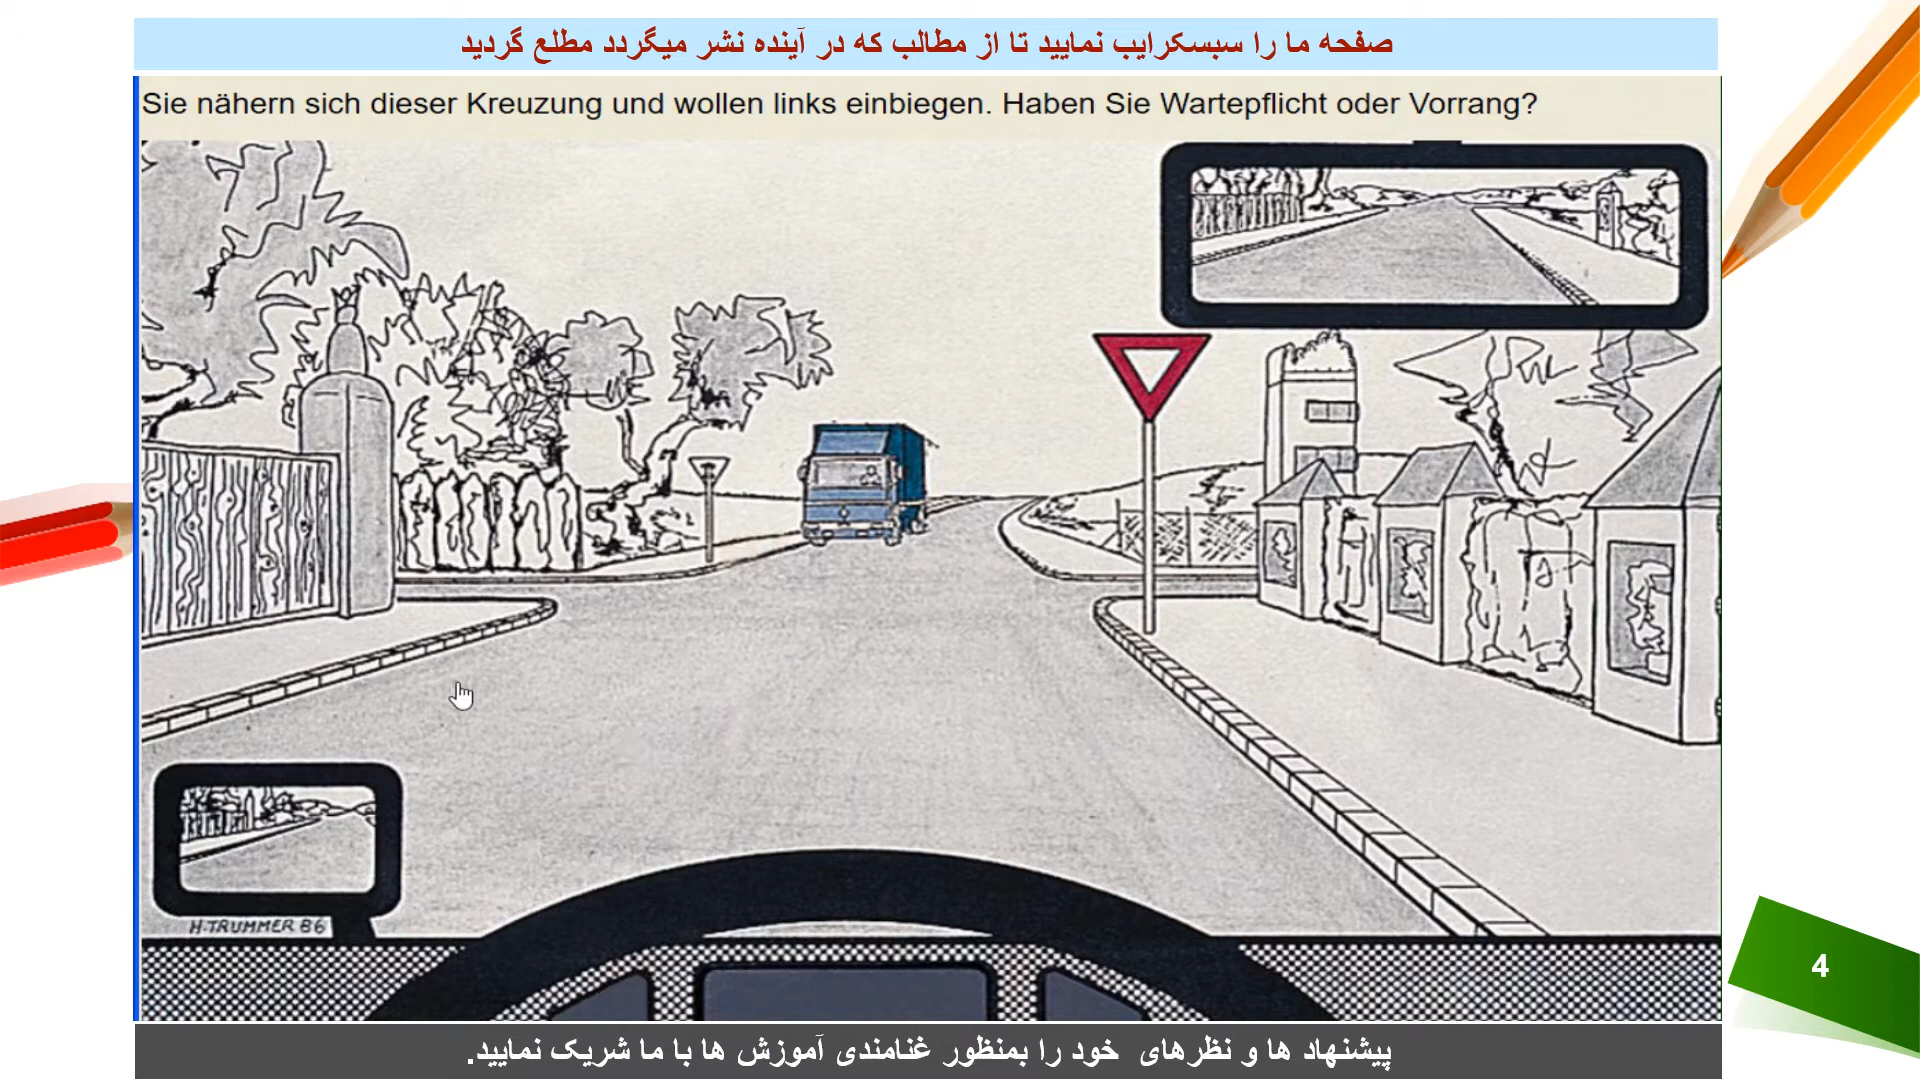 صفحه ما را سبسکرایب نمایید تا از مطالب که در آینده نشر میگردد مطلع گردید
Sie nähern sich dieser Kreuzung und wollen links einbiegen. Haben Sie Wartepflicht oder Vorrang?
H.TRUMMER 86
4
پیشنهاد ها و نظرهای خود را بمنظور غنامندی آموزش ها با ما شریک نمایید.